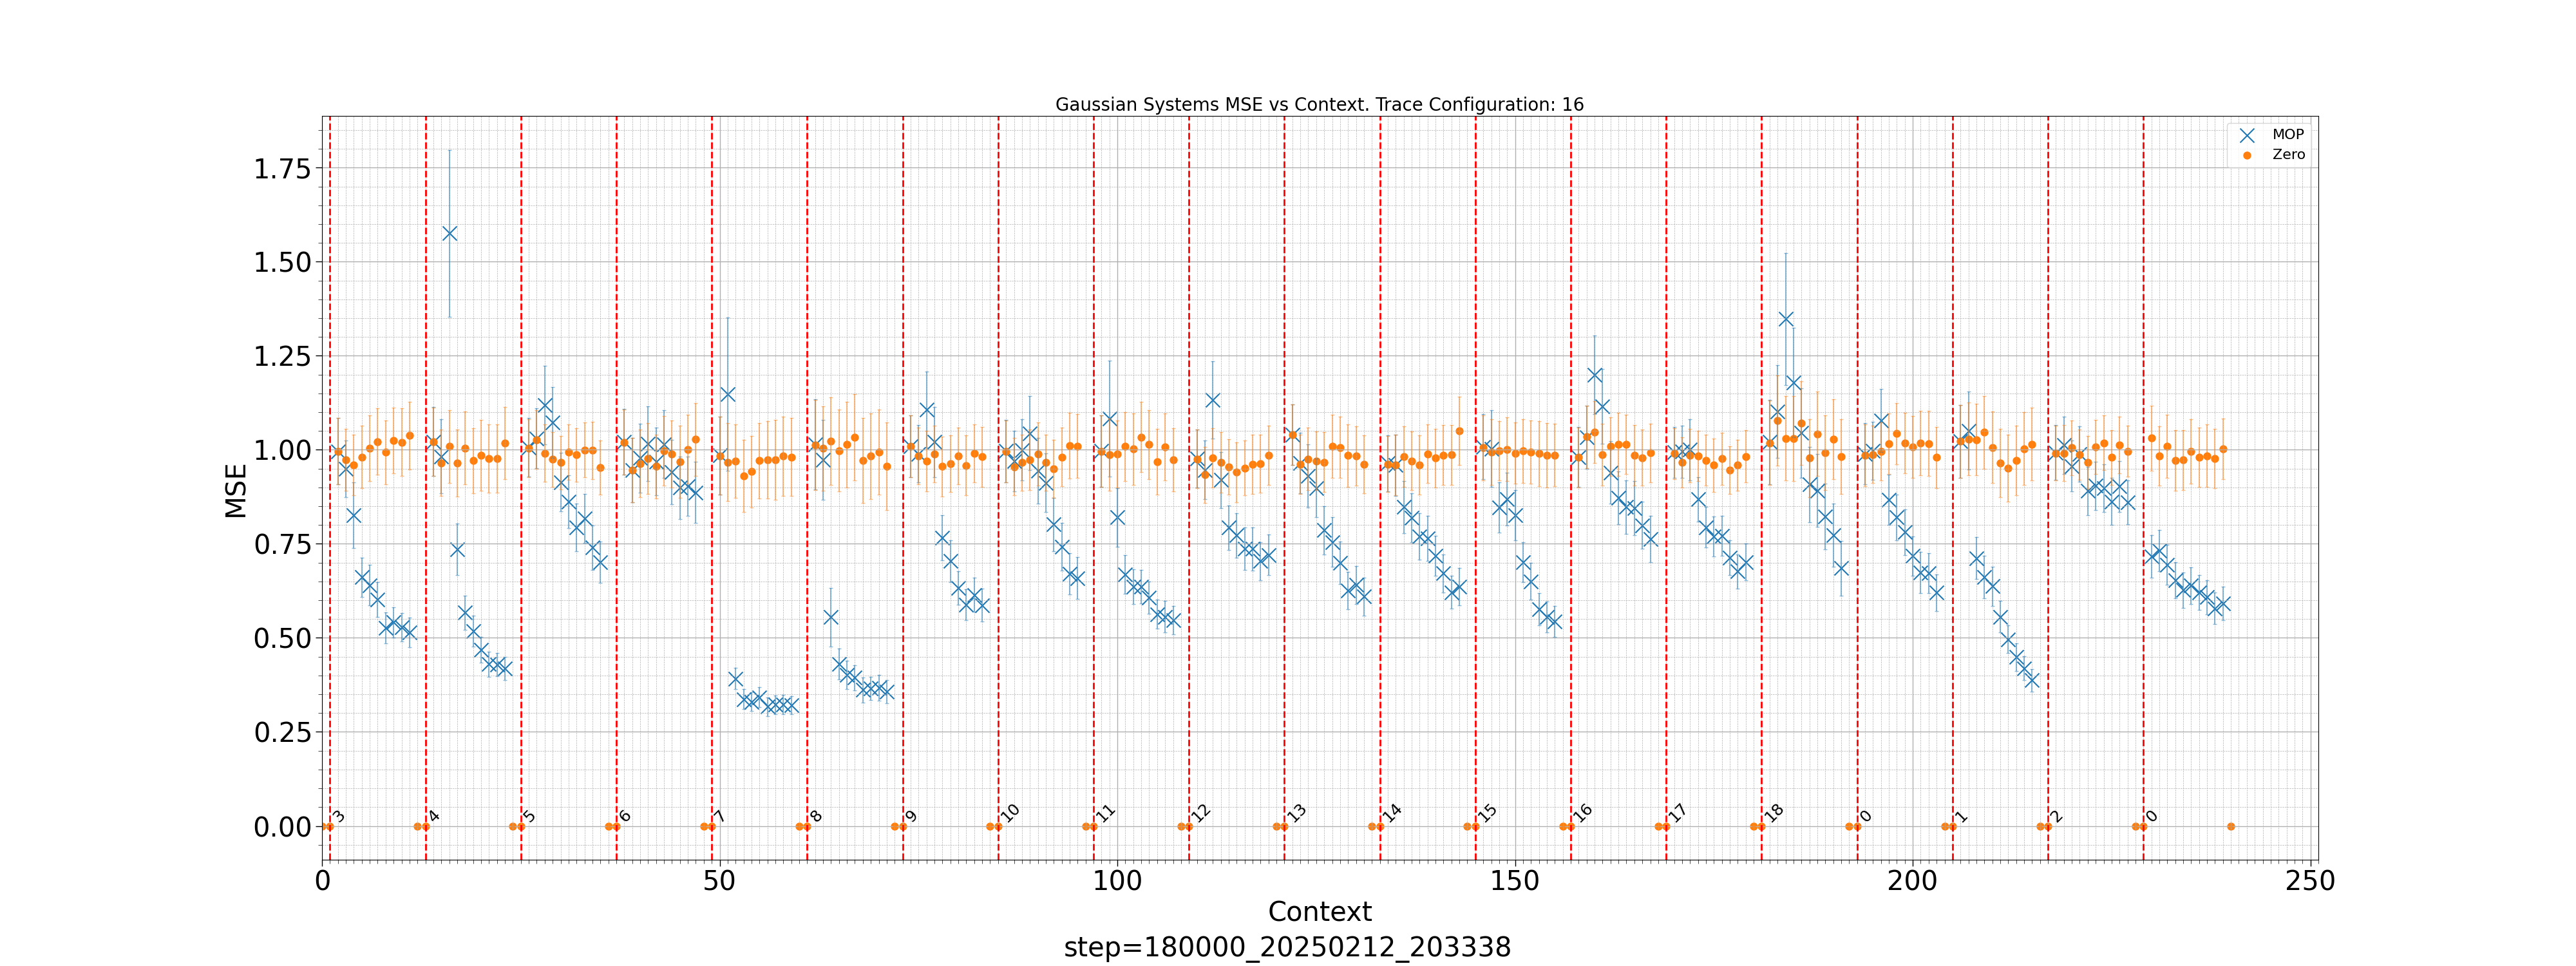 Gaussian Systems MSE vs Context. Trace Configuration: 16
MOP
Zero
MSE
1.75
1.50
1.25
1.00
0.75
0.50
0.25
0.00
3 4 5 6 7 8 9 10 11 12 13 14 15 16 17 18 0 1 2 0
0 50 100 150 200 250
Context
step=180000_20250212_203338